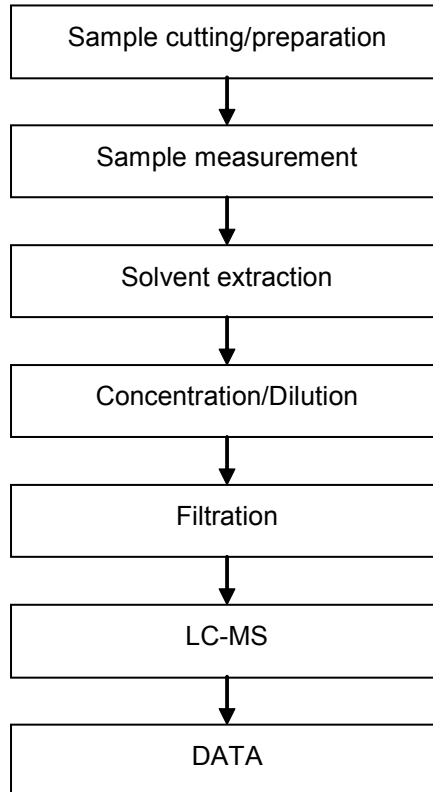 Sample cutting/preparation
Sample measurement
Solvent extraction
Concentration/Dilution
Filtration
LC-MS
DATA